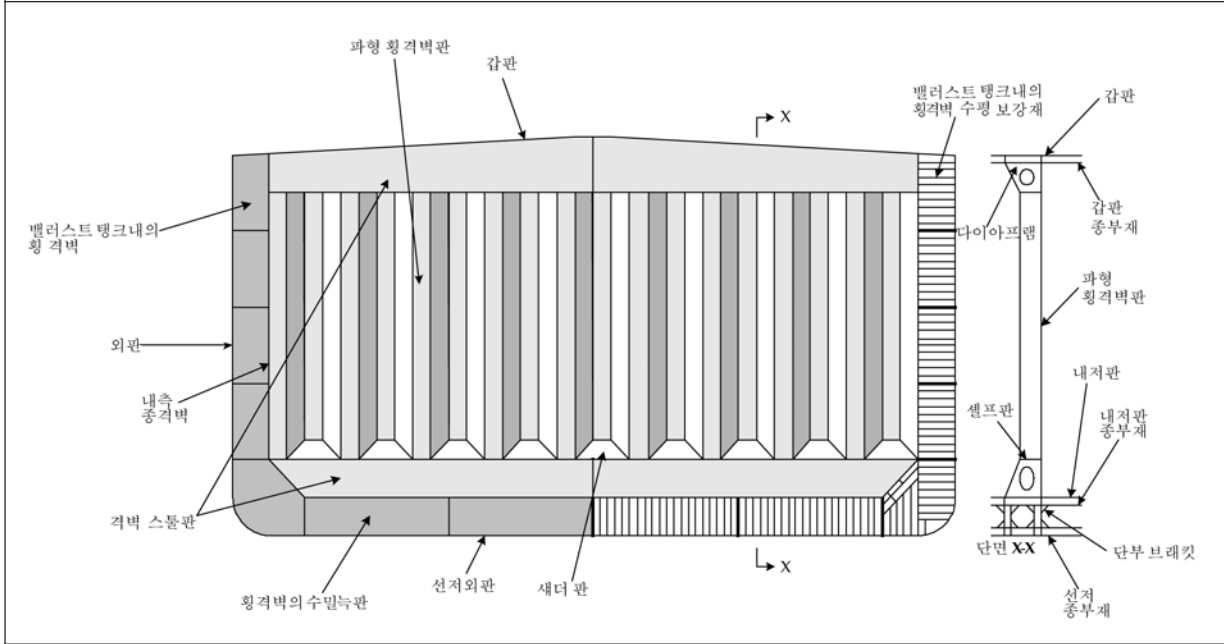 파형 횡격벽판
갑판
X
밸러스트 탱크내의
횡격벽 수평 보강재
갑판
밸러스트 탱크내의
횡 격벽
다이아프램
갑판
종부재
파형
횡격벽판
외판
내측
종격벽
내저판
셀프판
내저판
종부재
격벽 스툴판
단면 X-X
단부 브래킷
선저외판
새더 판
X
횡격벽의 수밀늑판
선저
종부재